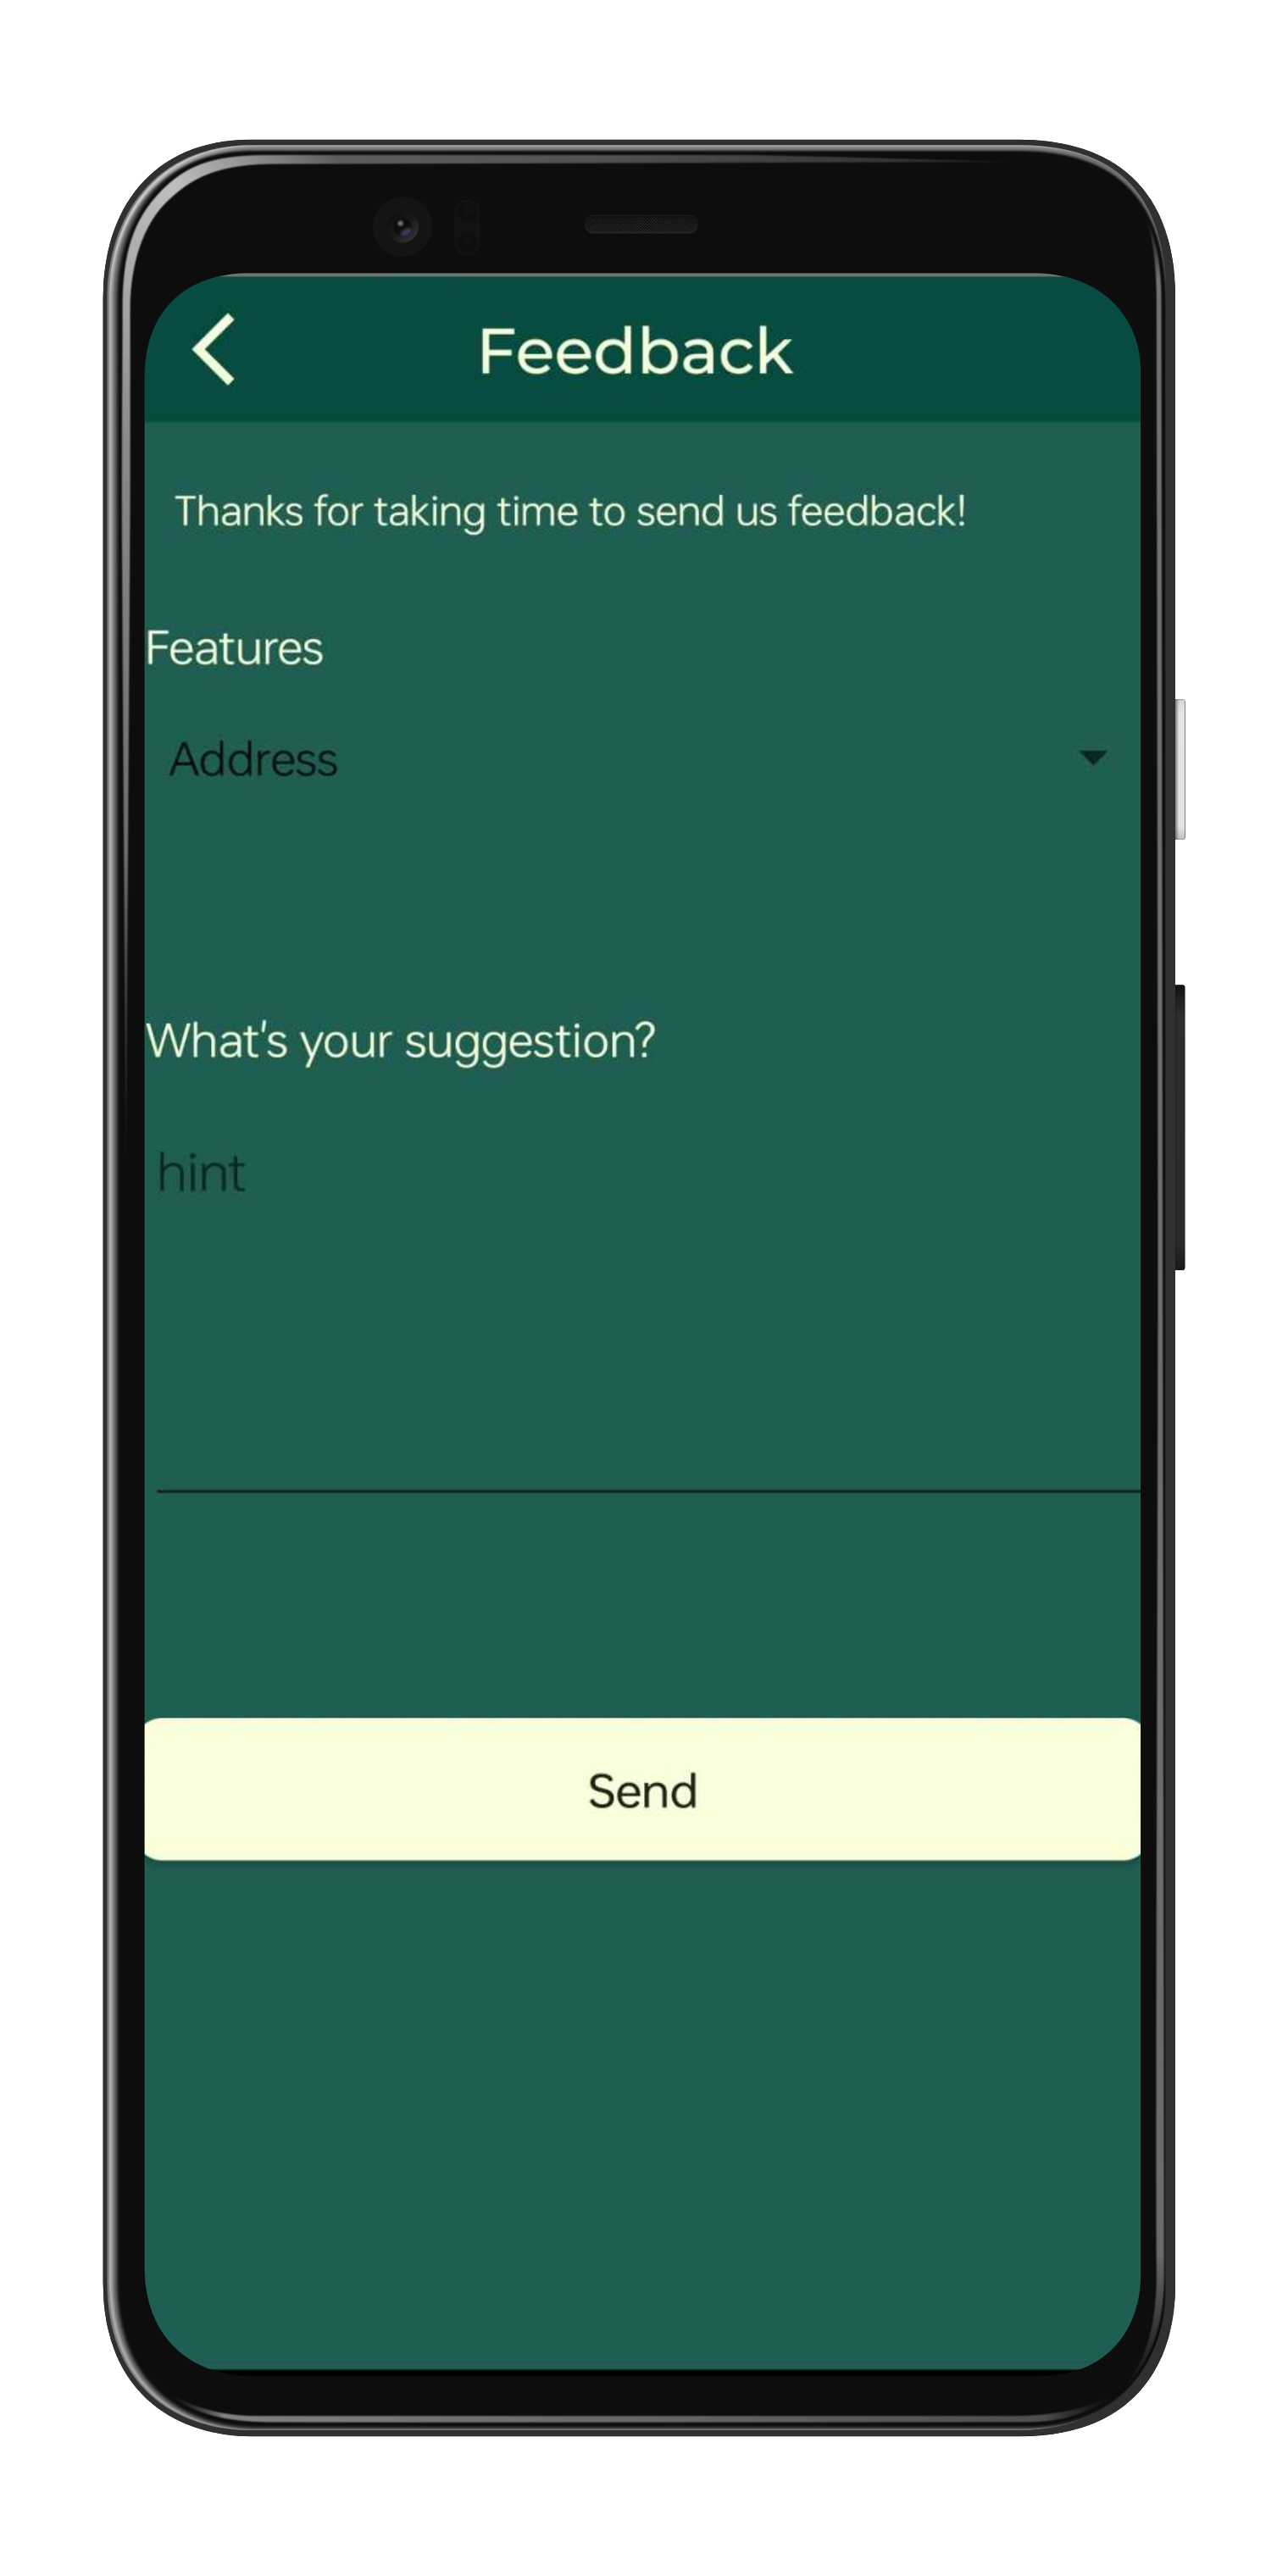 Feedback
Thanks for taking time to send us feedback!
Features
Address
What's your suggestion?
hint
Send